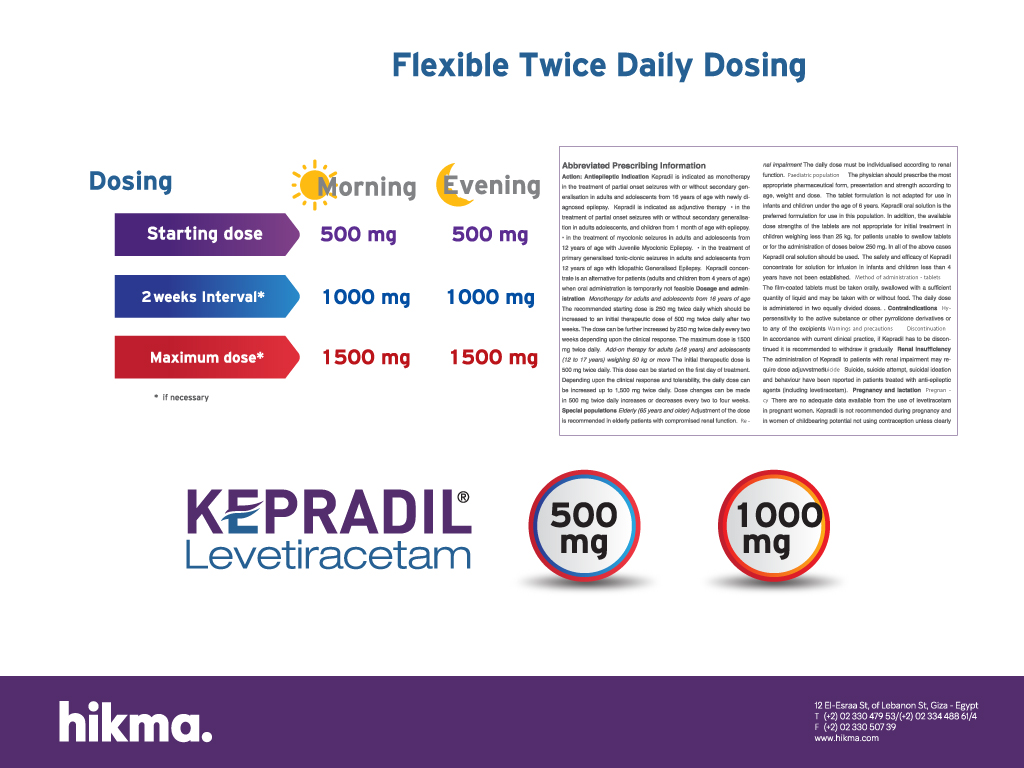 Flexible Twice Daily Dosing
Dosing
Morning
Evening
Starting dose
500 mg
500 mg
2 weeks Interval*
1000 mg
1000 mg
Maximum dose*
1500 mg
1500 mg
* if necessary
Abbreviated Prescribing Information
Action: Antiepileptic Indication Kepradil is indicated as monotherapy
in the treatment of partial onset seizures with or without secondary gen-
eralisation in adults and adolescents from 16 years of age with newly di-
agnosed epilepsy. Kepradil is indicated as adjunctive therapy • in the
treatment of partial onset seizures with or without secondary generalisa-
tion in adults, adolescents, and children from 1 month of age with epilepsy.
• in the treatment of myoclonic seizures in adults and adolescents from
12 years of age with Juvenile Myoclonic Epilepsy. • in the treatment of
primary generalised tonic-clonic seizures in adults and adolescents from
12 years of age with Idiopathic Generalised Epilepsy. Kepradil concen-
trate is an alternative for patients (adults and children from 4 years of age)
when oral administration is temporarily not feasible Dosage and admin-
istration Monotherapy for adults and adolescents from 16 years of age
The recommended starting dose is 250 mg twice daily which should be
increased to an initial therapeutic dose of 500 mg twice daily after two
weeks. The dose can be further increased by 250 mg twice daily every two
weeks depending upon the clinical response. The maximum dose is 1500
mg twice daily. Add-on therapy for adults (≥18 years) and adolescents
(12 to 17 years) weighing 50 kg or more The initial therapeutic dose is
500 mg twice daily. This dose can be started on the first day of treatment.
Depending upon the clinical response and tolerability, the daily dose can
be increased up to 1,500 mg twice daily. Dose changes can be made
in 500 mg twice daily increases or decreases every two to four weeks.
Special populations Elderly (65 years and older) Adjustment of the dose
is recommended in elderly patients with compromised renal function. Re-
nal impairment The daily dose must be individualised according to renal
function. Paediatric population The physician should prescribe the most
appropriate pharmaceutical form, presentation and strength according to
age, weight and dose. The tablet formulation is not adapted for use in
infants and children under the age of 6 years. Kepradil oral solution is the
preferred formulation for use in this population. In addition, the available
dose strengths of the tablets are not appropriate for initial treatment in
children weighing less than 25 kg, for patients unable to swallow tablets
or for the administration of doses below 250 mg. In all of the above cases
Kepradil oral solution should be used. The safety and efficacy of Kepradil
concentrate for solution for infusion in infants and children less than 4
years have not been established. Method of administration - tablets
The film-coated tablets must be taken orally, swallowed with a sufficient
quantity of liquid and may be taken with or without food. The daily dose
is administered in two equally divided doses. . Contraindications Hy-
persensitivity to the active substance or other pyrrolidone derivatives or
to any of the excipients Warnings and precautions Discontinuation
In accordance with current clinical practice, if Kepradil has to be discon-
tinued it is recommended to withdraw it gradually Renal Insufficiency
The administration of Kepradil to patients with renal impairment may re-
quire dose Suicide, suicide attempt, suicidal ideation
and behaviour have been reported in patients treated with anti-epileptic
agents (including levetiracetam). Pregnancy and lactation Pregnan -
cy There are no adequate data available from the use of levetiracetam
in pregnant women. Kepradil is not recommended during pregnancy and
in women of childbearing potential not using contraception unless clearly
KEPRADIL®
Levetiracetam
500
mg
1000
mg
hikma.
12 El-Esraa St, of Lebanon St, Giza - Egypt
T (+2) 02 330 479 53/(+2) 02 334 488 61/4
F (+2) 02 330 507 39
www.hikma.com